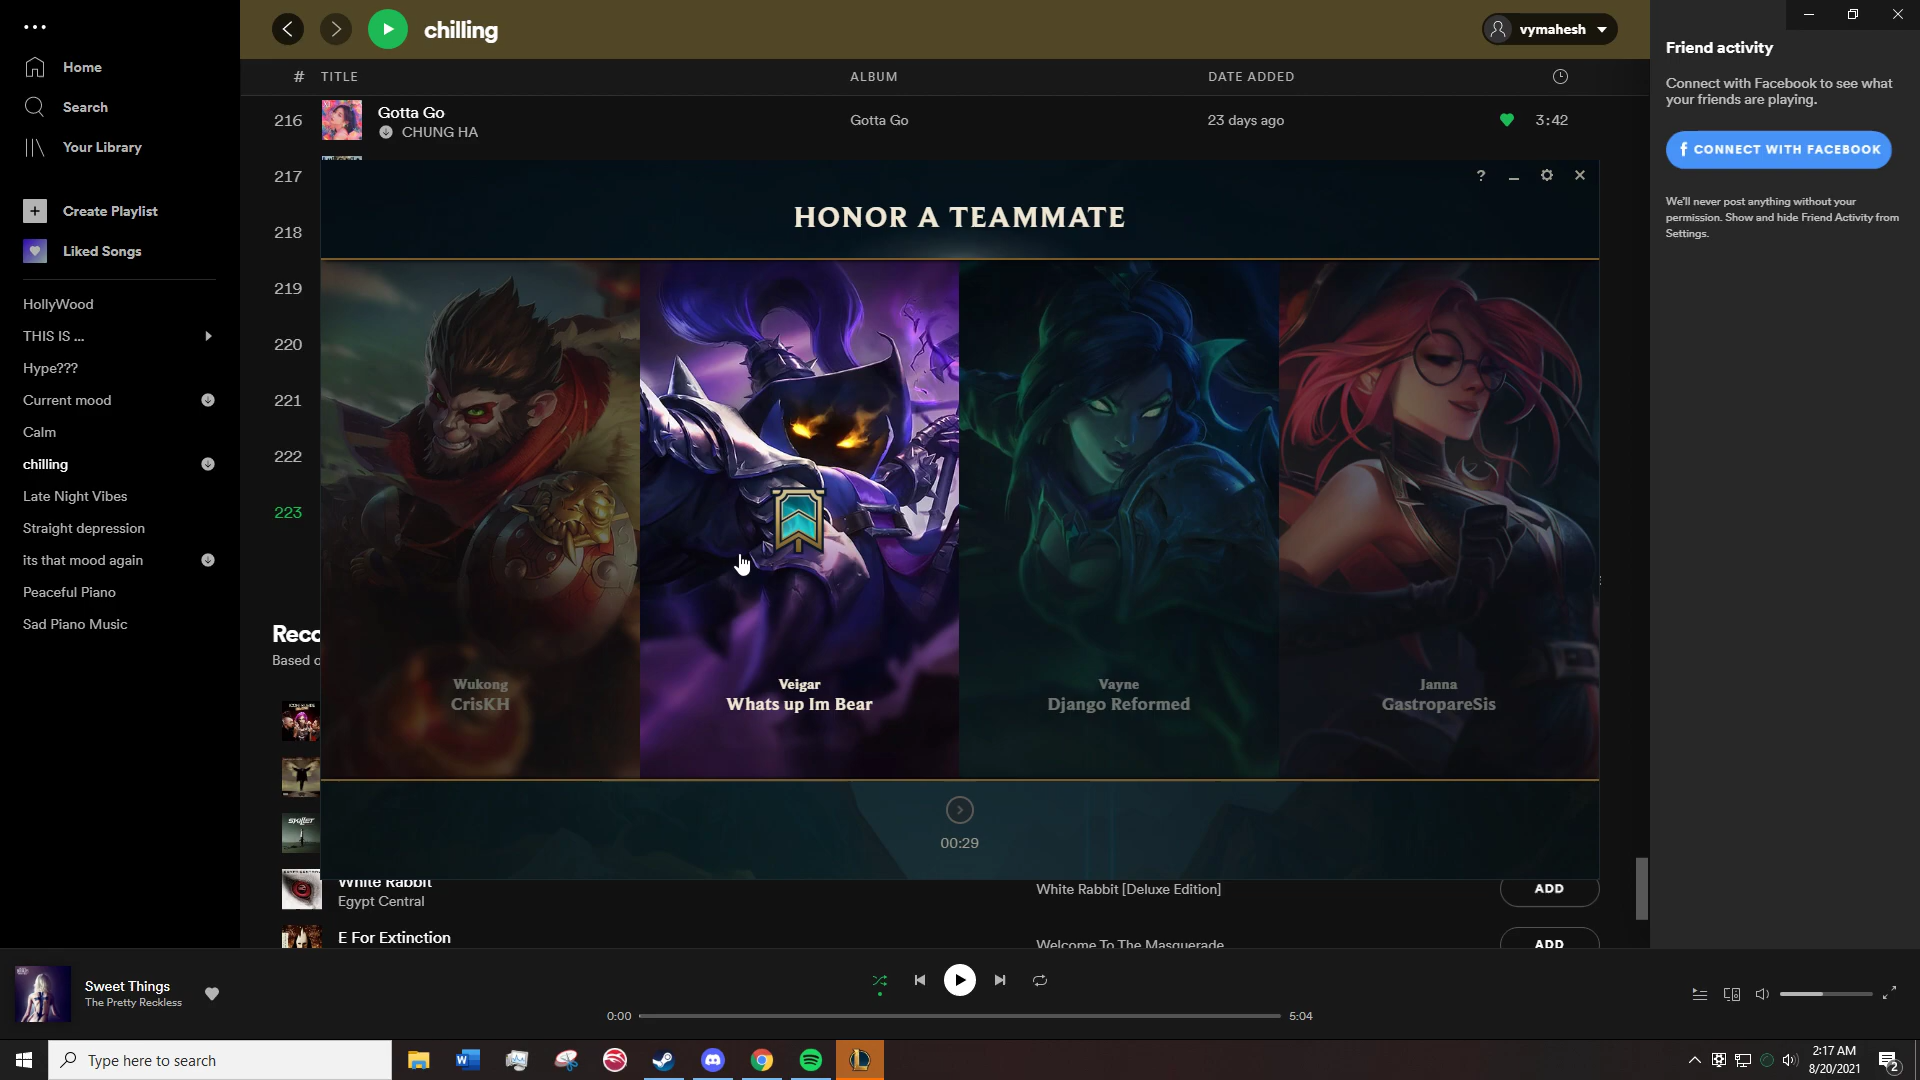 chilling
vymahesh
Home
Search
Your Library
Create Playlist
Liked Songs
HollyWood
THIS IS ...
Hype???
Current mood
Calm
chilling
Late Night Vibes
Straight depression
its that mood again
Peaceful Piano
Sad Piano Music
# TITLE ALBUM DATE ADDED
216 Gotta Go Gotta Go 23 days ago 3:42
CHUNG HA
217
218
219
220
221
222
223
?
HONOR A TEAMMATE
Wukong
CrisKH
Veigar
Whats up Im Bear
Vayne
Django Reformed
Janna
GastropareSis
00:29
Reco
Based o
SKILLET
White Rabbit White Rabbit [Deluxe Edition] ADD
Egypt Central
E For Extinction Welcome To The Masquerade ADD
Friend activity
Connect with Facebook to see what
your friends are playing.
f CONNECT WITH FACEBOOK
We'll never post anything without your
permission. Show and hide Friend Activity from
Settings.
Sweet Things
The Pretty Reckless
0:00 5:04
Type here to search
2:17 AM
8/20/2021
2